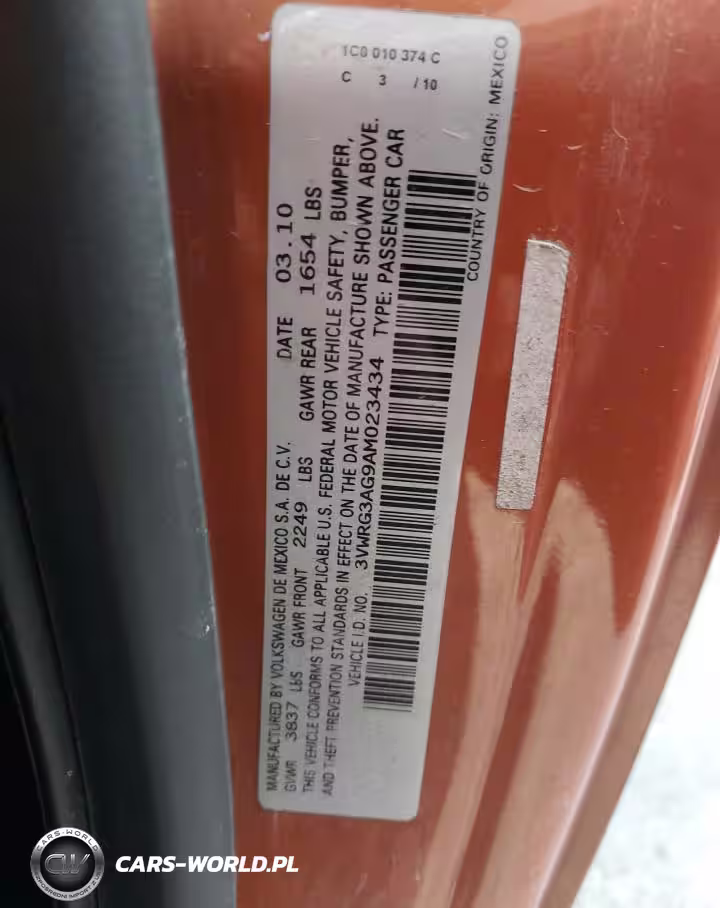 1C0 010 374 C
C 3 / 10
MANUFACTURED BY VOLKSWAGEN DE MEXICO S.A. DE C.V. DATE 03.10
GVWR 3837 LBS GAWR FRONT 2249 LBS GAWR REAR 1654 LBS
THIS VEHICLE CONFORMS TO ALL APPLICABLE U.S. FEDERAL MOTOR VEHICLE SAFETY, BUMPER,
AND THEFT PREVENTION STANDARDS IN EFFECT ON THE DATE OF MANUFACTURE SHOWN ABOVE.
VEHICLE I.D. NO. 3VWRG3AG9AM023434 TYPE: PASSENGER CAR
COUNTRY OF ORIGIN: MEXICO
CARS-WORLD
CW
CARS-WORLD.PL